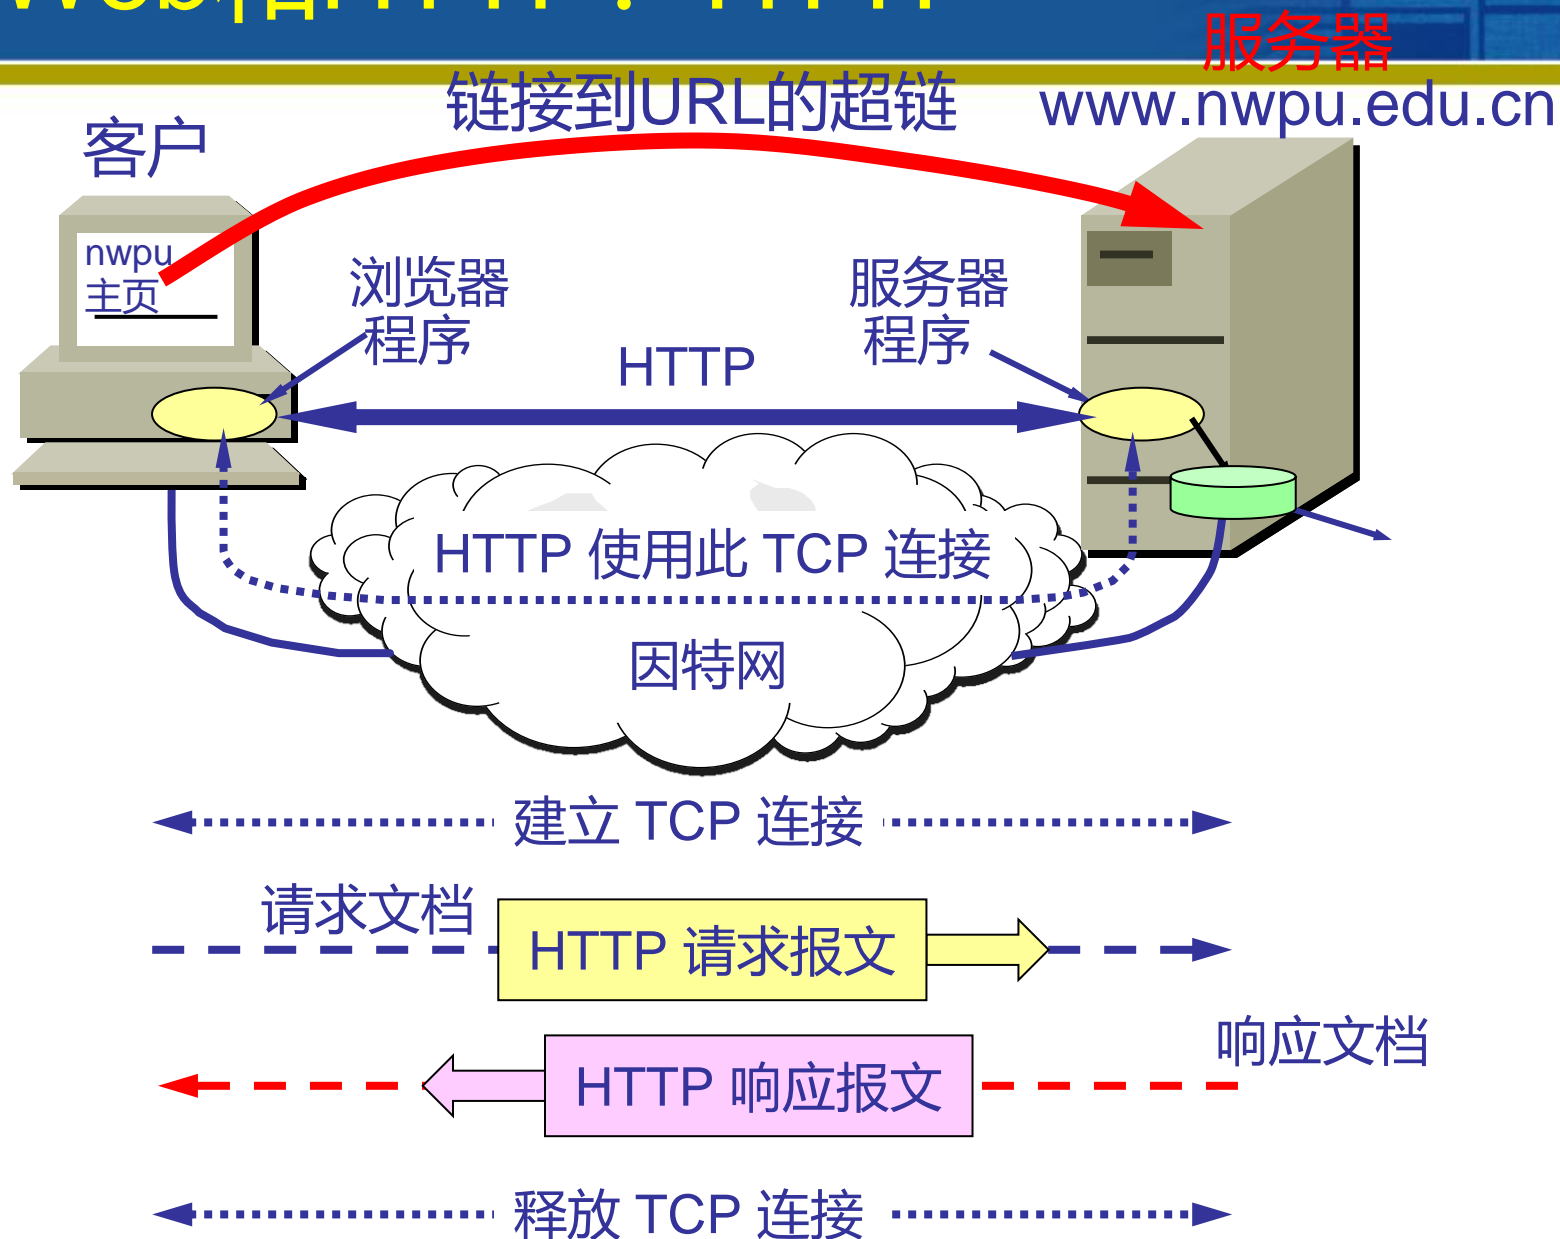 服务器
链接到URL的超链
www.nwpu.edu.cn
客户
nwpu
主页
浏览器
程序
服务器
程序
HTTP
HTTP 使用此 TCP 连接
因特网
建立 TCP 连接
请求文档
HTTP 请求报文
响应文档
HTTP 响应报文
释放 TCP 连接